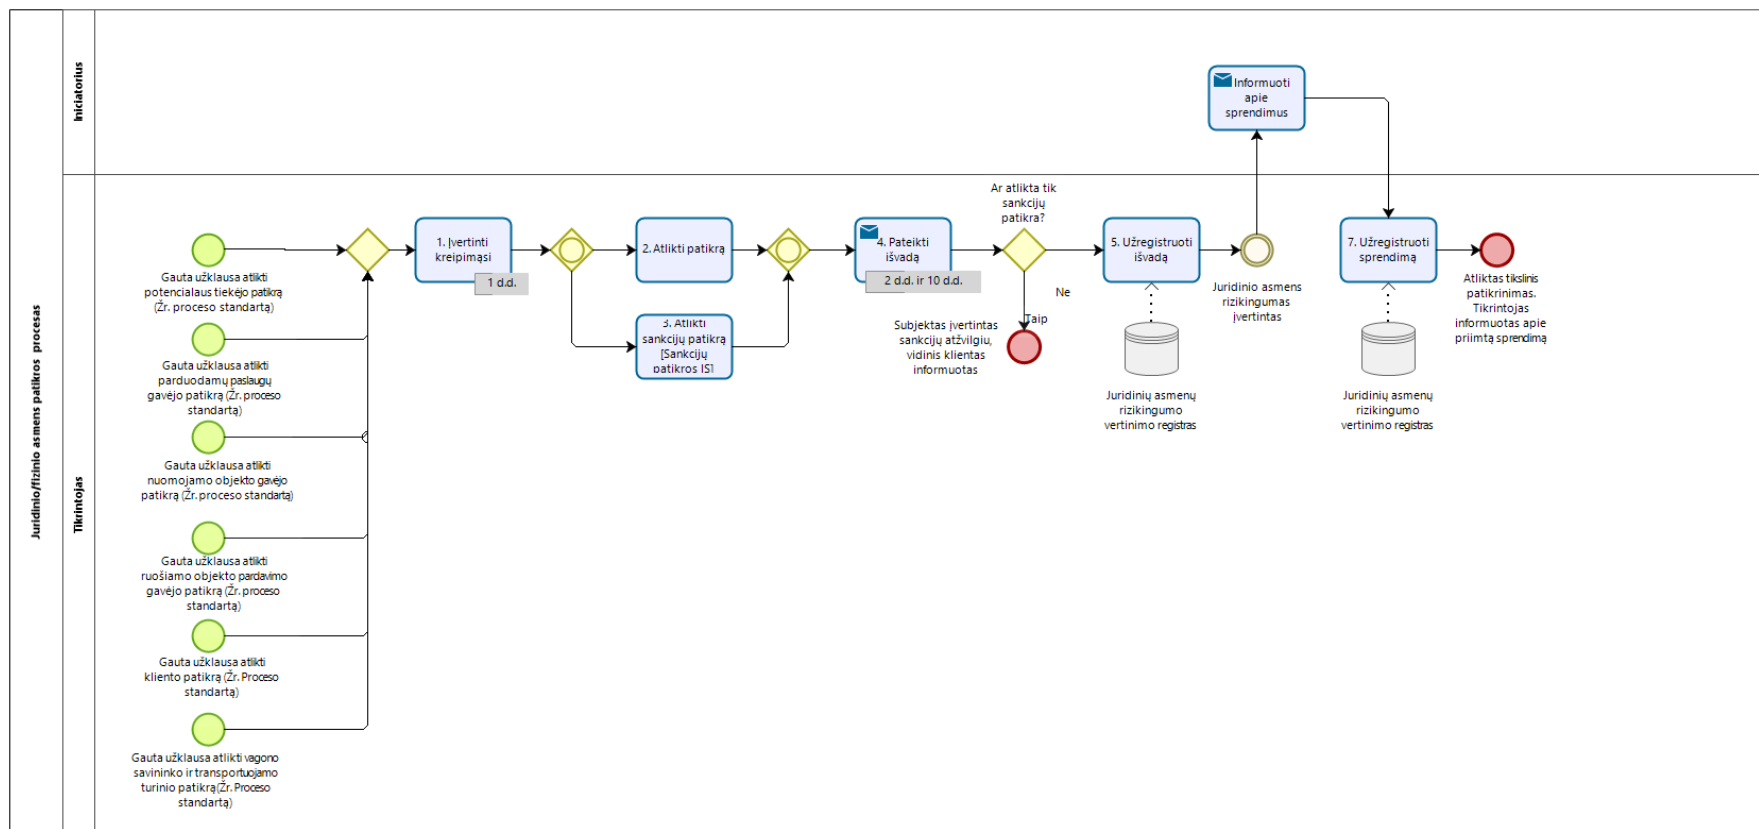 Juridinio/fizinio asmens patikros procesas
Iniciatorius
Informuoti
apie
sprendimus
Tikrintojas
Gauta užklausa atlikti
potencialaus tiekėjo patikrą
(Žr. proceso standartą)
Gauta užklausa atlikti
parduodamų paslaugų
gavėjo patikrą (Žr. proceso
standartą)
Gauta užklausa atlikti
nuomojamo objekto gavėjo
patikrą (Žr. proceso standartą)
Gauta užklausa atlikti
ruošiamo objekto pardavimo
gavėjo patikrą (Žr. proceso
standartą)
Gauta užklausa atlikti
kliento patikrą (Žr. Proceso
standartą)
Gauta užklausa atlikti vagono
savininko ir transportuojamo
turinio patikrą(Žr. Proceso
standartą)
1. Įvertinti
kreipimąsi
1 d.d.
2. Atlikti patikrą
3. Atlikti
sankcijų patikrą
[Sankcijų
patikros IS]
4. Pateikti
išvadą
2 d.d. ir 10 d.d.
Ar atlikta tik
sankcijų
patikra?
Ne
Taip
Subjektas įvertintas
sankcijų atžvilgiu,
vidinis klientas
informuotas
5. Užregistruoti
išvadą
Juridinių asmenų
rizikingumo
vertinimo registras
Juridinio asmens
rizikingumas
įvertintas
7. Užregistruoti
sprendimą
Juridinių asmenų
rizikingumo
vertinimo registras
Atliktas tikslinis
patikrinimas.
Tikrintojas
informuotas apie
priimtą sprendimą